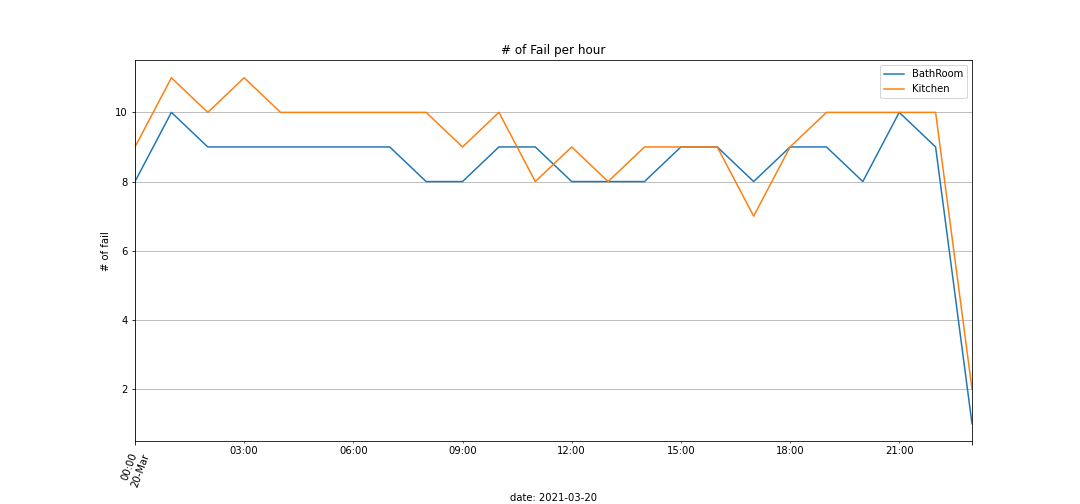 # of Fail per hour
BathRoom
Kitchen
# of fail
10
8
6
4
2
00:00
20-Mar
03:00
06:00
09:00
12:00
15:00
18:00
21:00
date: 2021-03-20